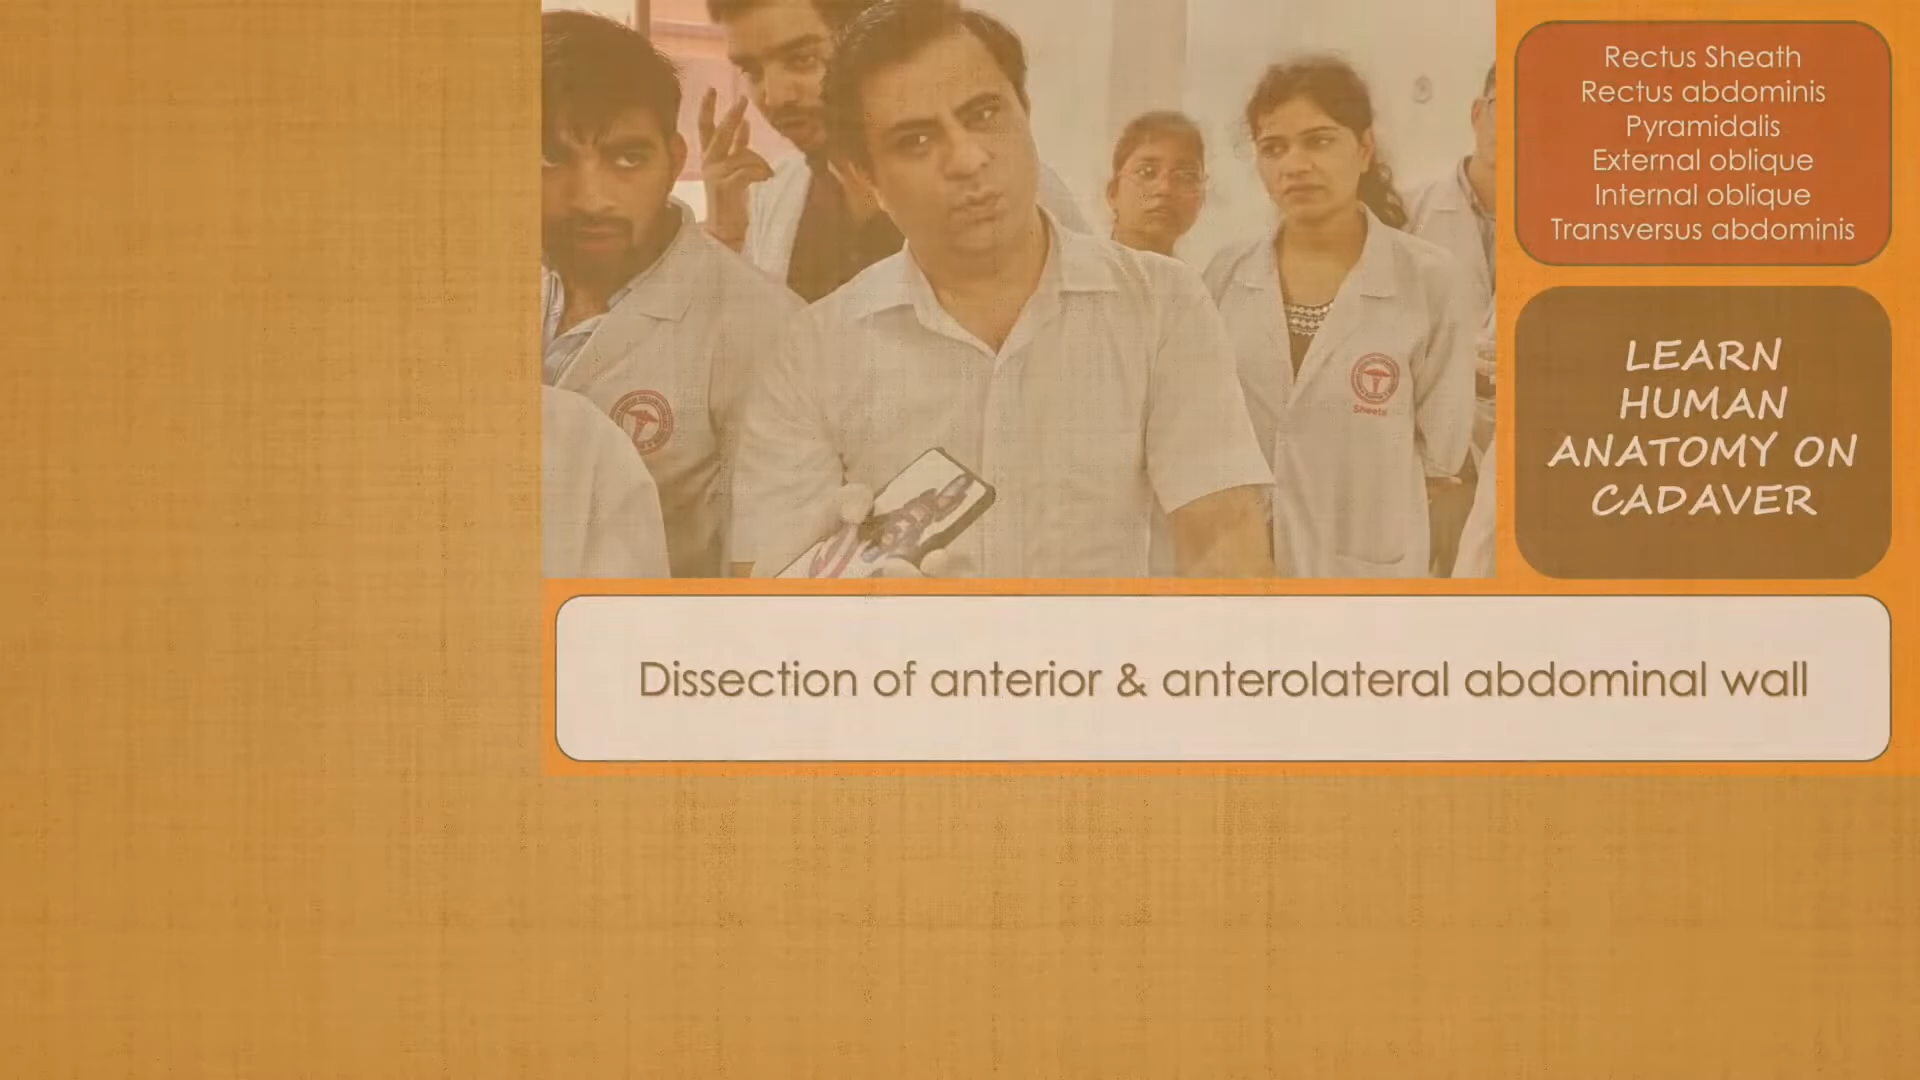 Rectus Sheath
Rectus abdominis
Pyramidalis
External oblique
Internal oblique
Transversus abdominis
LEARN
HUMAN
ANATOMY ON
CADAVER
Sheetal
Dissection of anterior & anterolateral abdominal wall